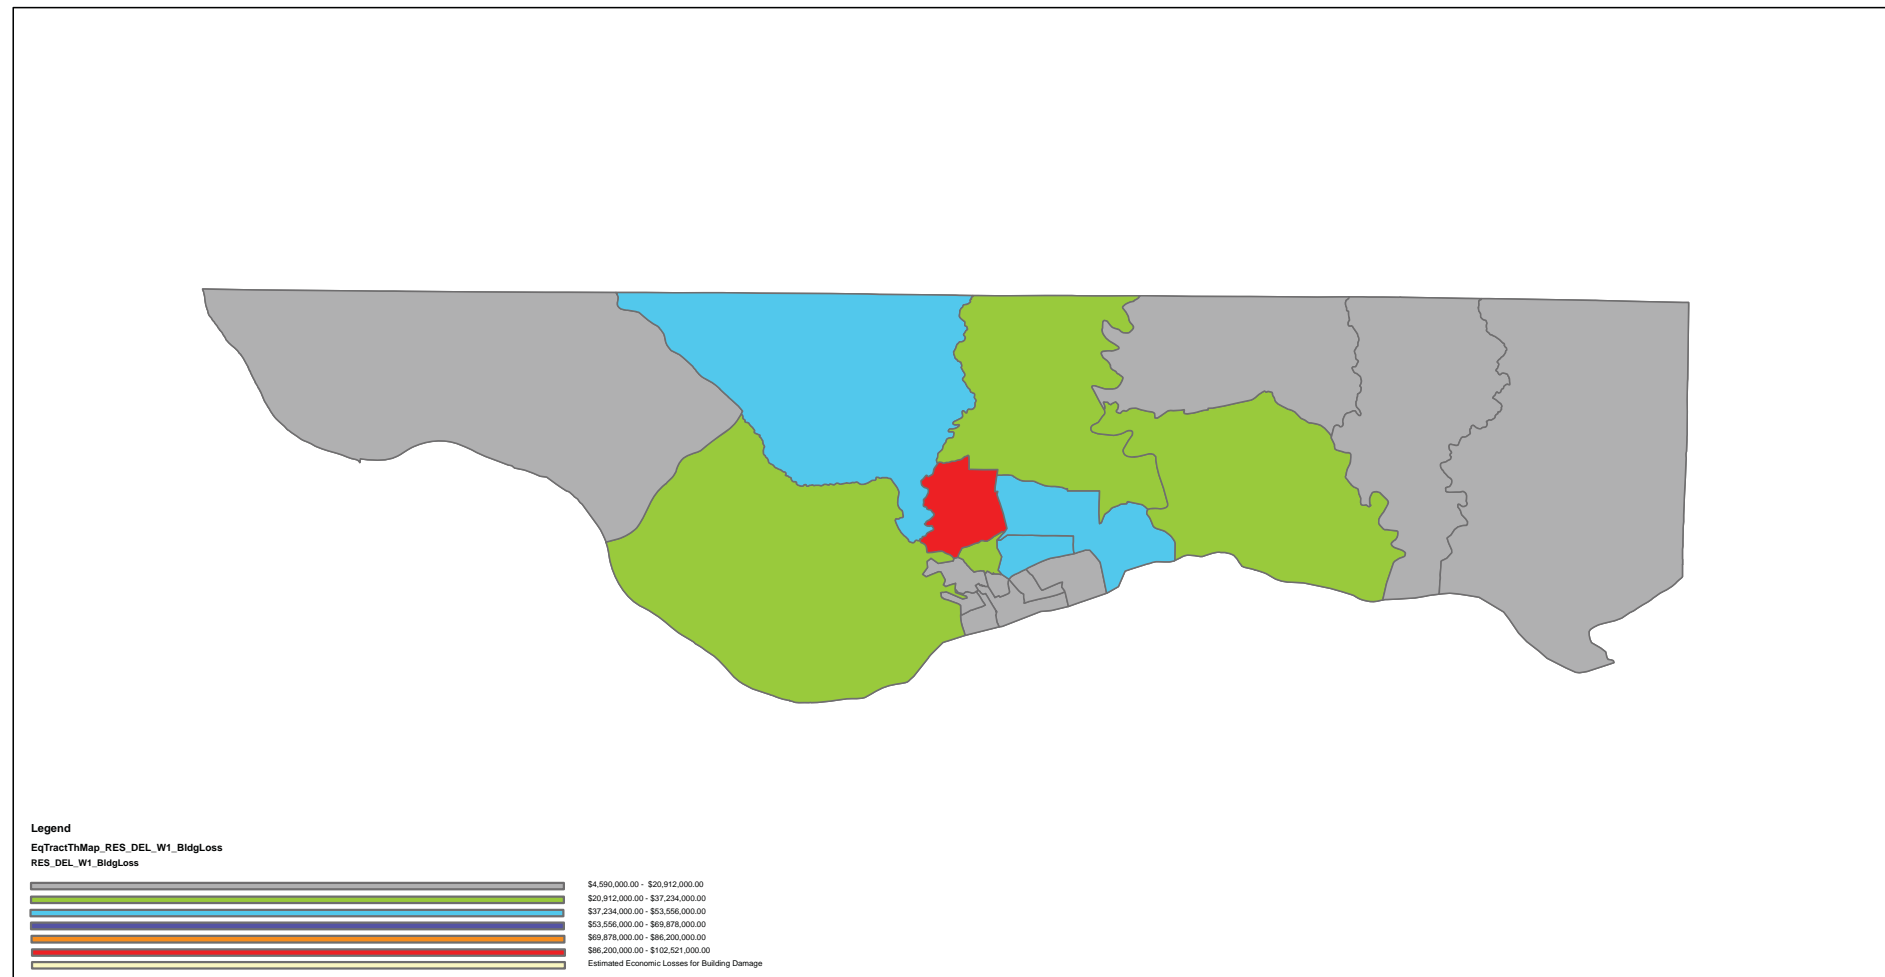 Legend
EqTractThMap_RES_DEL_W1_BldgLoss
RES_DEL_W1_BldgLoss
$4,590,000.00 - $20,912,000.00
$20,912,000.00 - $37,234,000.00
$37,234,000.00 - $53,556,000.00
$53,556,000.00 - $69,878,000.00
$69,878,000.00 - $86,200,000.00
$86,200,000.00 - $102,521,000.00
Estimated Economic Losses for Building Damage